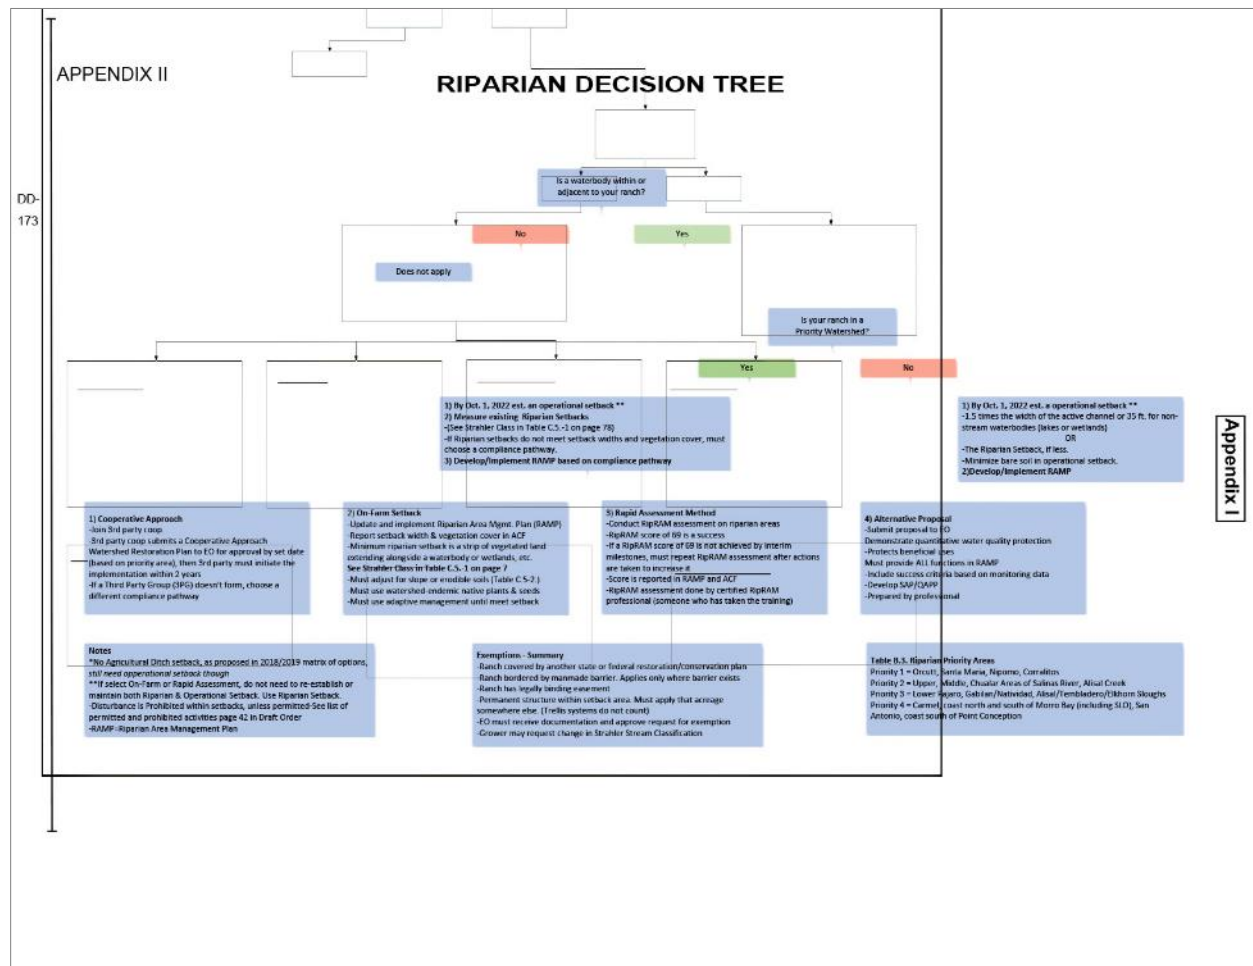 APPENDIX II
RIPARIAN DECISION TREE
DD-
173
Is a waterbody within or
adjacent to your ranch?
No
Yes
Does not apply
Is your ranch in a
Priority Watershed?
Yes
No
1) By Oct. 1, 2022 est. an operational setback **
2) Measure existing Riparian Setbacks
-(See Strahler Class in Table C.5.-1 on page 78)
-If Riparian setbacks do not meet setback widths and vegetation cover, must
choose a compliance pathway.
3) Develop/Implement RAMP based on compliance pathway
1) By Oct. 1, 2022 est. a operational setback **
-1.5 times the width of the active channel or 35 ft. for non-
stream waterbodies (lakes or wetlands)
OR
-The Riparian Setback, if less.
-Minimize bare soil in operational setback.
2)Develop/Implement RAMP
Appendix I
1) Cooperative Approach
-Join 3rd party coop
-3rd party coop submits a Cooperative Approach
Watershed Restoration Plan to EO for approval by set date
(based on priority area), then 3rd party must initiate the
implementation within 2 years
-If a Third Party Group (3PG) doesn't form, choose a
different compliance pathway
2) On-Farm Setback
-Update and implement Riparian Area Mgmt. Plan (RAMP)
-Report setback width & vegetation cover in ACF
-Minimum riparian setback is a strip of vegetated land
extending alongside a waterbody or wetlands, etc.
See Strahler Class in Table C.5.-1 on page 7
-Must adjust for slope or erodible soils (Table C.5-2.)
-Must use watershed-endemic native plants & seeds
-Must use adaptive management until meet setback
3) Rapid Assessment Method
-Conduct RipRAM assessment on riparian areas
-RipRAM score of 69 is a success
-If a RipRAM score of 69 is not achieved by interim
milestones, must repeat RipRAM assessment after actions
are taken to increase it
-Score is reported in RAMP and ACF
-RipRAM assessment done by certified RipRAM
professional (someone who has taken the training)
4) Alternative Proposal
-Submit proposal to EO
Demonstrate quantitative water quality protection
-Protects beneficial uses
Must provide ALL functions in RAMP
-Include success criteria based on monitoring data
-Develop SAP/QAPP
-Prepared by professional
Notes
*No Agricultural Ditch setback, as proposed in 2018/2019 matrix of options,
still need opperational setback though
**If select On-Farm or Rapid Assessment, do not need to re-establish or
maintain both Riparian & Operational Setback. Use Riparian Setback.
-Disturbance is Prohibited within setbacks, unless permitted-See list of
permitted and prohibited activities page 42 in Draft Order
-RAMP=Riparian Area Management Plan
Exemptions - Summary
-Ranch covered by another state or federal restoration/conservation plan
-Ranch bordered by manmade barrier. Applies only where barrier exists
-Ranch has legally binding easement
-Permanent structure within setback area. Must apply that acreage
somewhere else. (Trellis systems do not count)
-EO must receive documentation and approve request for exemption
-Grower may request change in Strahler Stream Classification
Table B.3. Riparian Priority Areas
Priority 1 = Orcutt, Santa Maria, Nipomo, Corralitos
Priority 2 = Upper, Middle, Chualar Areas of Salinas River, Alisal Creek
Priority 3 = Lower Pajaro, Gabilan/Natividad, Alisal/Tembladero/Elkhorn Sloughs
Priority 4 = Carmel, coast north and south of Morro Bay (including SLO), San
Antonio, coast south of Point Conception